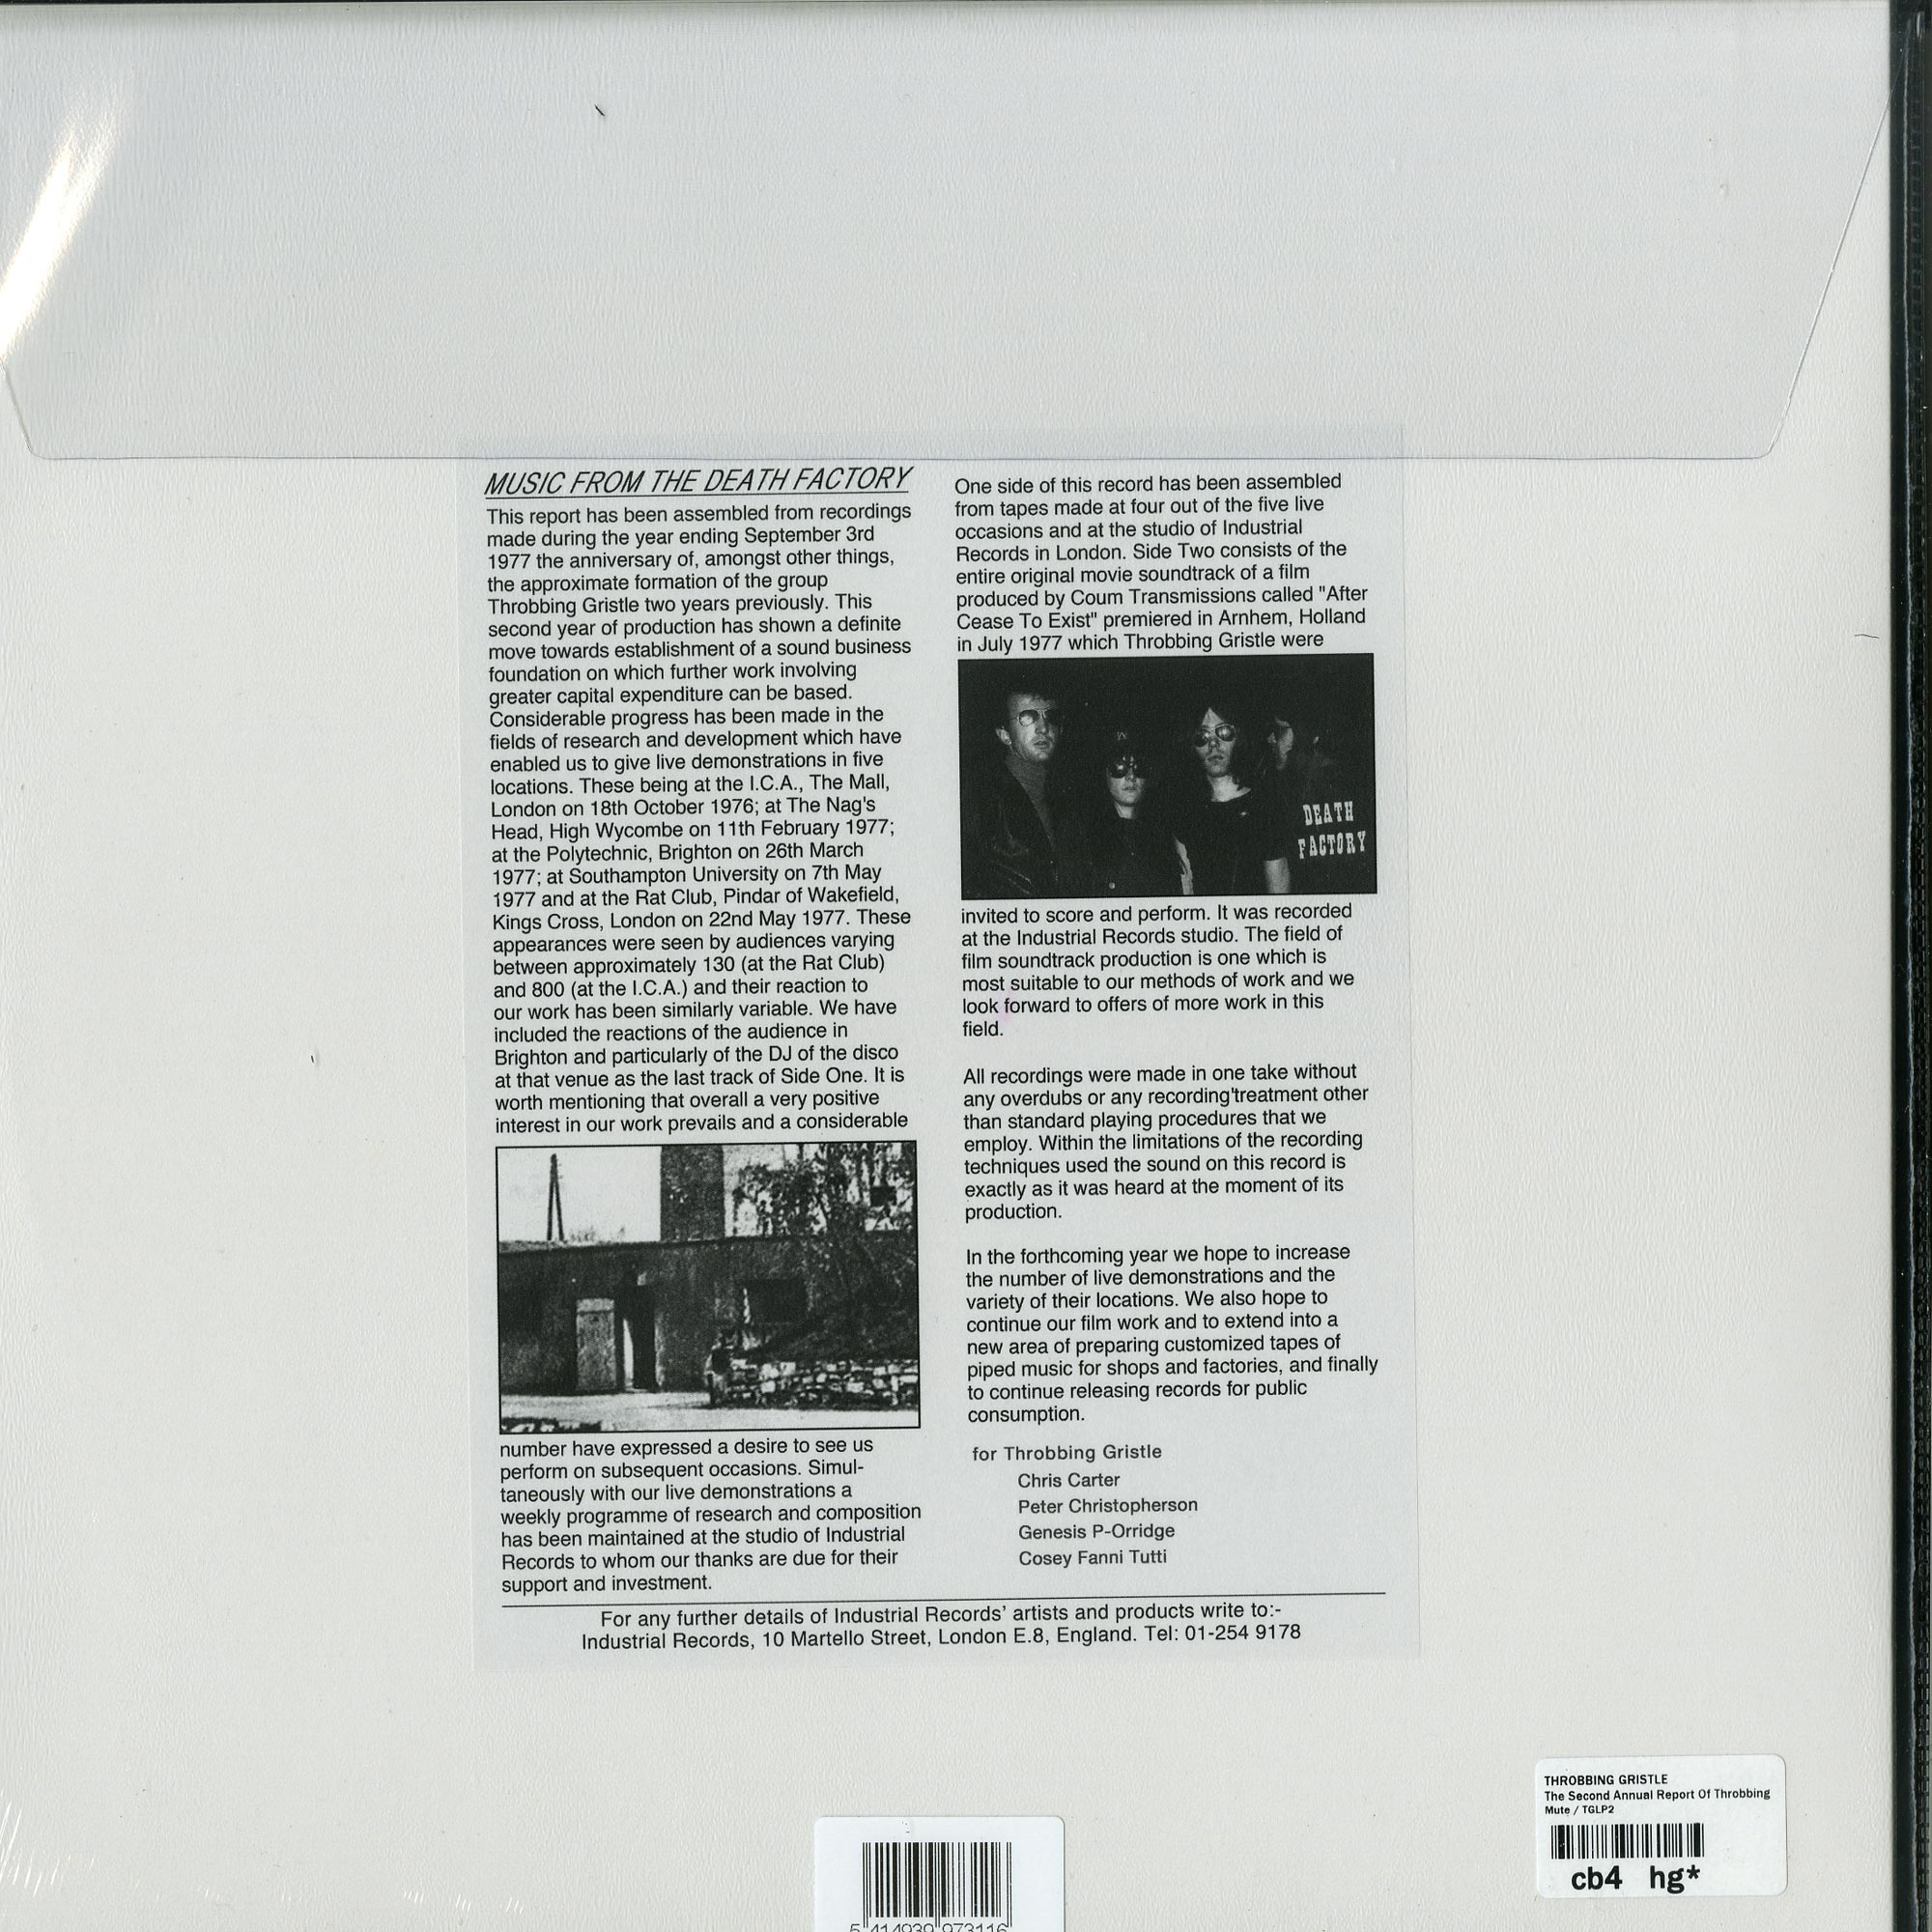 MUSIC FROM THE DEATH FACTORY
This report has been assembled from recordings
made during the year ending September 3rd
1977 the anniversary of, amongst other things,
the approximate formation of the group
Throbbing Gristle two years previously. This
second year of production has shown a definite
move towards establishment of a sound business
foundation on which further work involving
greater capital expenditure can be based.
Considerable progress has been made in the
fields of research and development which have
enabled us to give live demonstrations in five
locations. These being at the I.C.A., The Mall,
London on 18th October 1976; at The Nag's
Head, High Wycombe on 11th February 1977;
at the Polytechnic, Brighton on 26th March
1977; at Southampton University on 7th May
1977 and at the Rat Club, Pindar of Wakefield,
Kings Cross, London on 22nd May 1977. These
appearances were seen by audiences varying
between approximately 130 (at the Rat Club)
and 800 (at the I.C.A.) and their reaction to
our work has been similarly variable. We have
included the reactions of the audience in
Brighton and particularly of the DJ of the disco
at that venue as the last track of Side One. It is
worth mentioning that overall a very positive
interest in our work prevails and a considerable
number have expressed a desire to see us
perform on subsequent occasions. Simul-
taneously with our live demonstrations a
weekly programme of research and composition
has been maintained at the studio of Industrial
Records to whom our thanks are due for their
support and investment.
One side of this record has been assembled
from tapes made at four out of the five live
occasions and at the studio of Industrial
Records in London. Side Two consists of the
entire original movie soundtrack of a film
produced by Coum Transmissions called "After
Cease To Exist" premiered in Arnhem, Holland
in July 1977 which Throbbing Gristle were
DEATH
FACTORY
invited to score and perform. It was recorded
at the Industrial Records studio. The field of
film soundtrack production is one which is
most suitable to our methods of work and we
look forward to offers of more work in this
field.
All recordings were made in one take without
any overdubs or any recording'treatment other
than standard playing procedures that we
employ. Within the limitations of the recording
techniques used the sound on this record is
exactly as it was heard at the moment of its
production.
In the forthcoming year we hope to increase
the number of live demonstrations and the
variety of their locations. We also hope to
continue our film work and to extend into a
new area of preparing customized tapes of
piped music for shops and factories, and finally
to continue releasing records for public
consumption.
for Throbbing Gristle
Chris Carter
Peter Christopherson
Genesis P-Orridge
Cosey Fanni Tutti
For any further details of Industrial Records' artists and products write to:-
Industrial Records, 10 Martello Street, London E.8, England. Tel: 01-254 9178
THROBBING GRISTLE
The Second Annual Report Of Throbbing
Mute / TGLP2
cb4 hg*
5 414939 973116